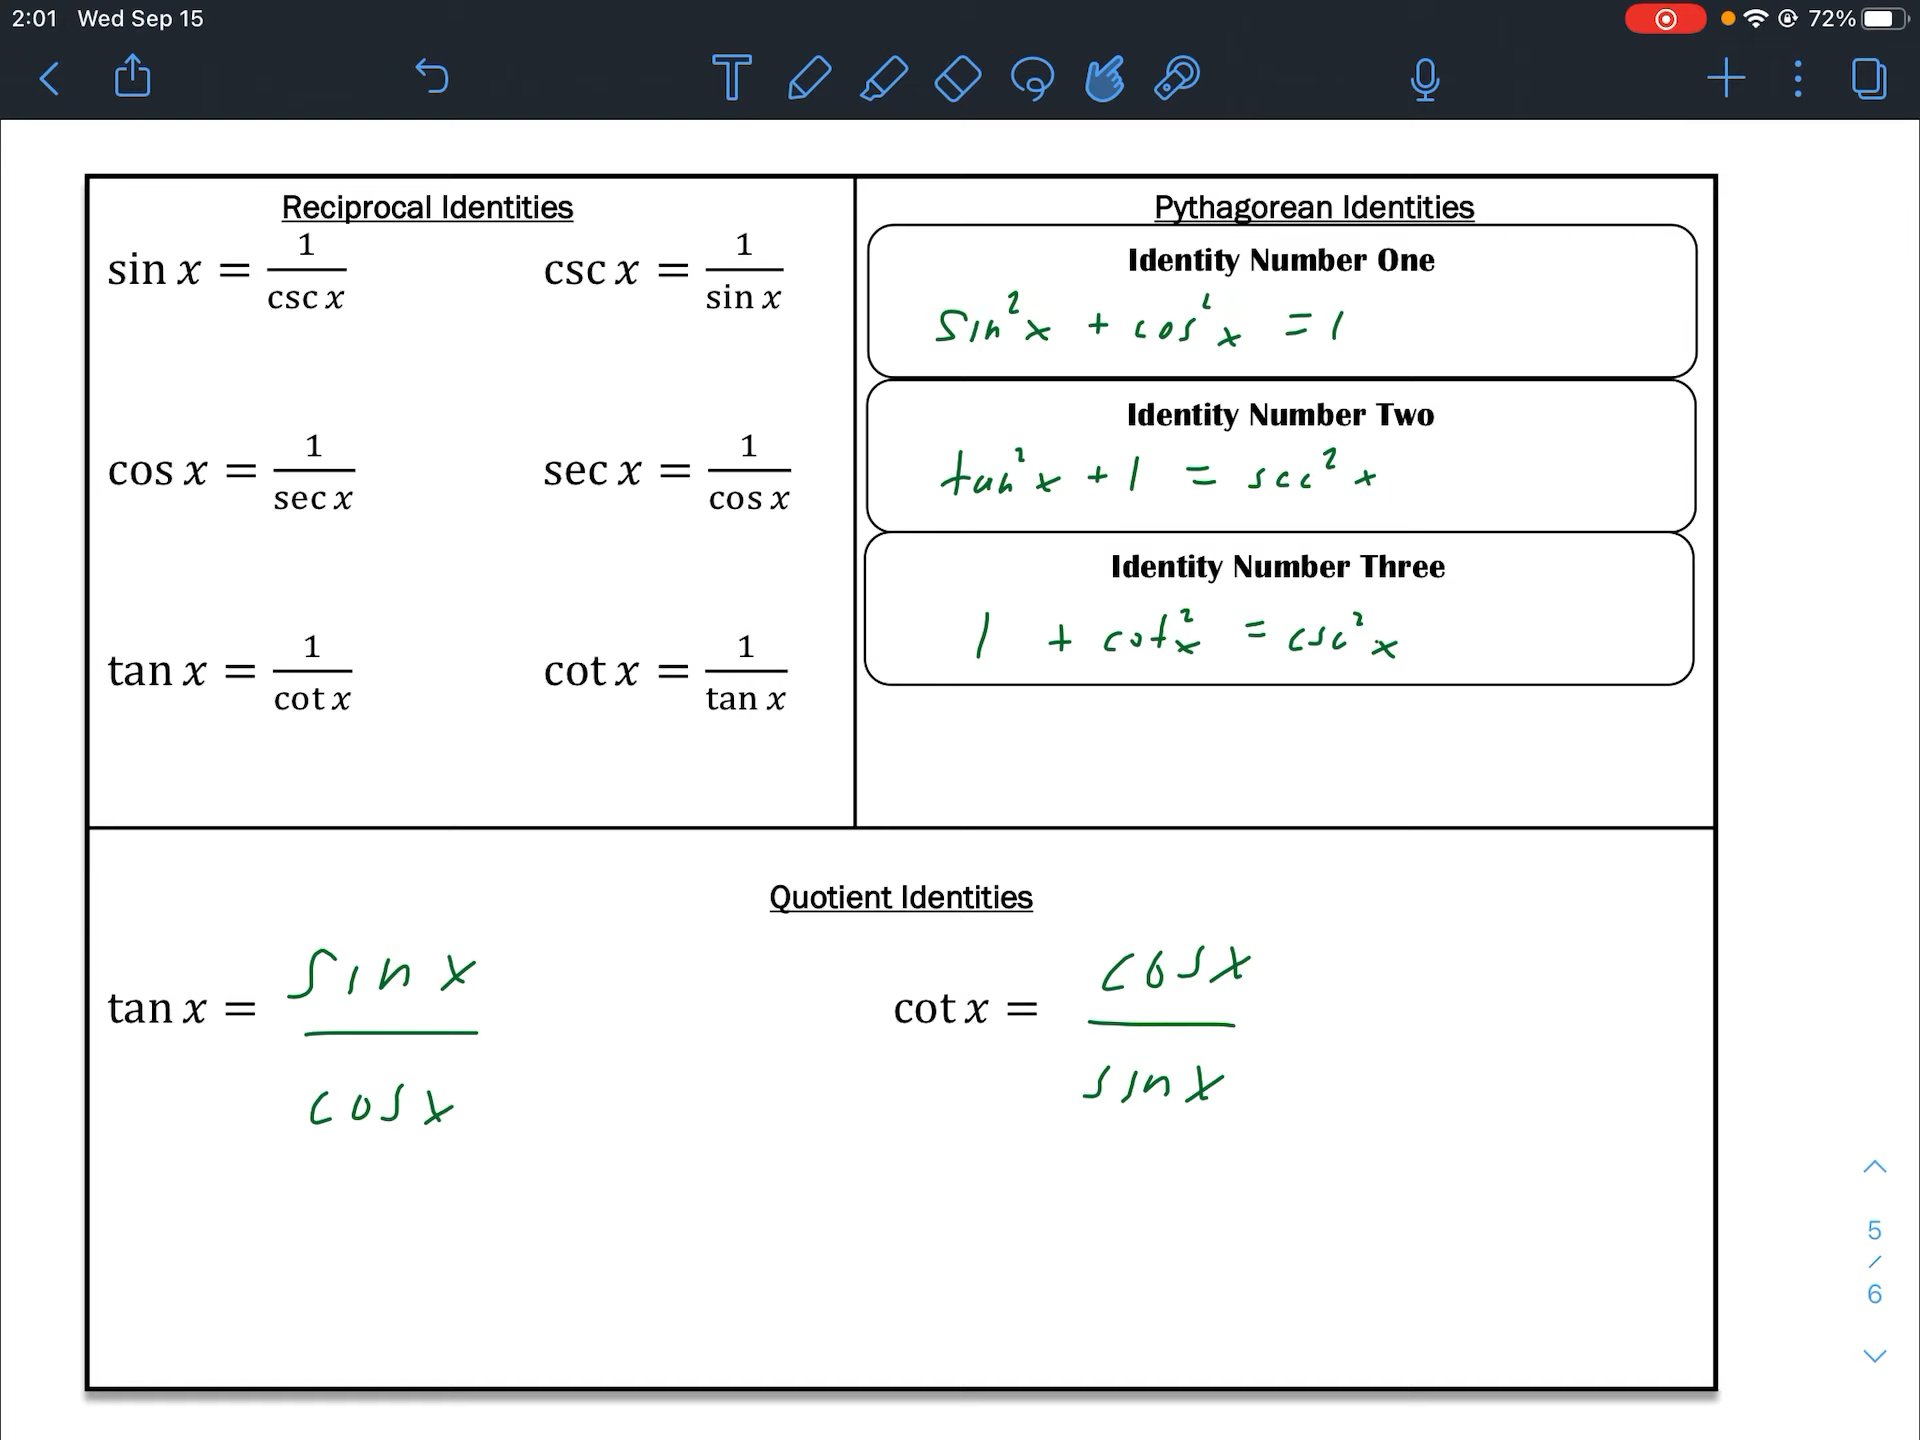 2:01 Wed Sep 15
72%
Reciprocal Identities
sin x = 1/csc x
csc x = 1/sin x
cos x = 1/sec x
sec x = 1/cos x
tan x = 1/cot x
cot x = 1/tan x
Pythagorean Identities
Identity Number One
sin²x + cos²x = 1
Identity Number Two
tan²x + 1 = sec²x
Identity Number Three
1 + cot²x = csc²x
Quotient Identities
tan x = sin x/cos x
cot x = cos x/sin x
5
/
6